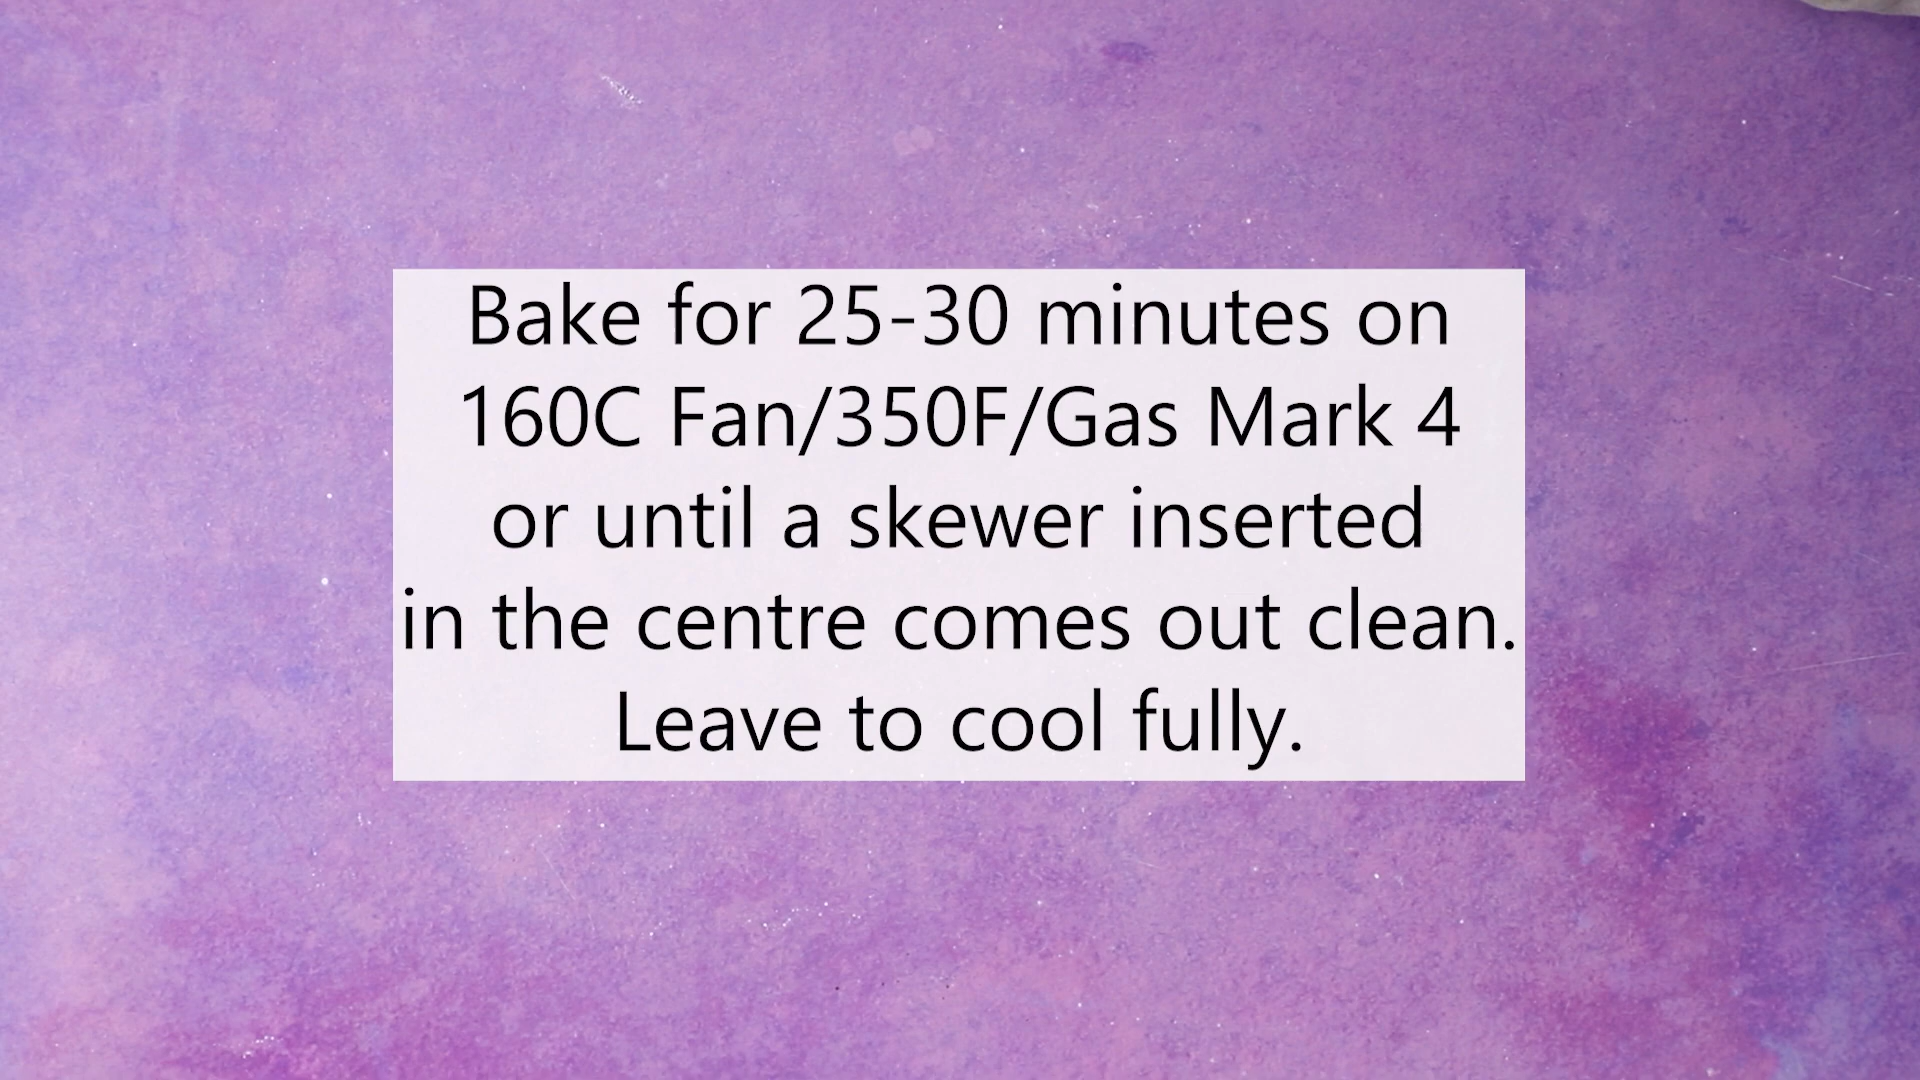 Bake for 25-30 minutes on
160C Fan/350F/Gas Mark 4
or until a skewer inserted
in the centre comes out clean.
Leave to cool fully.